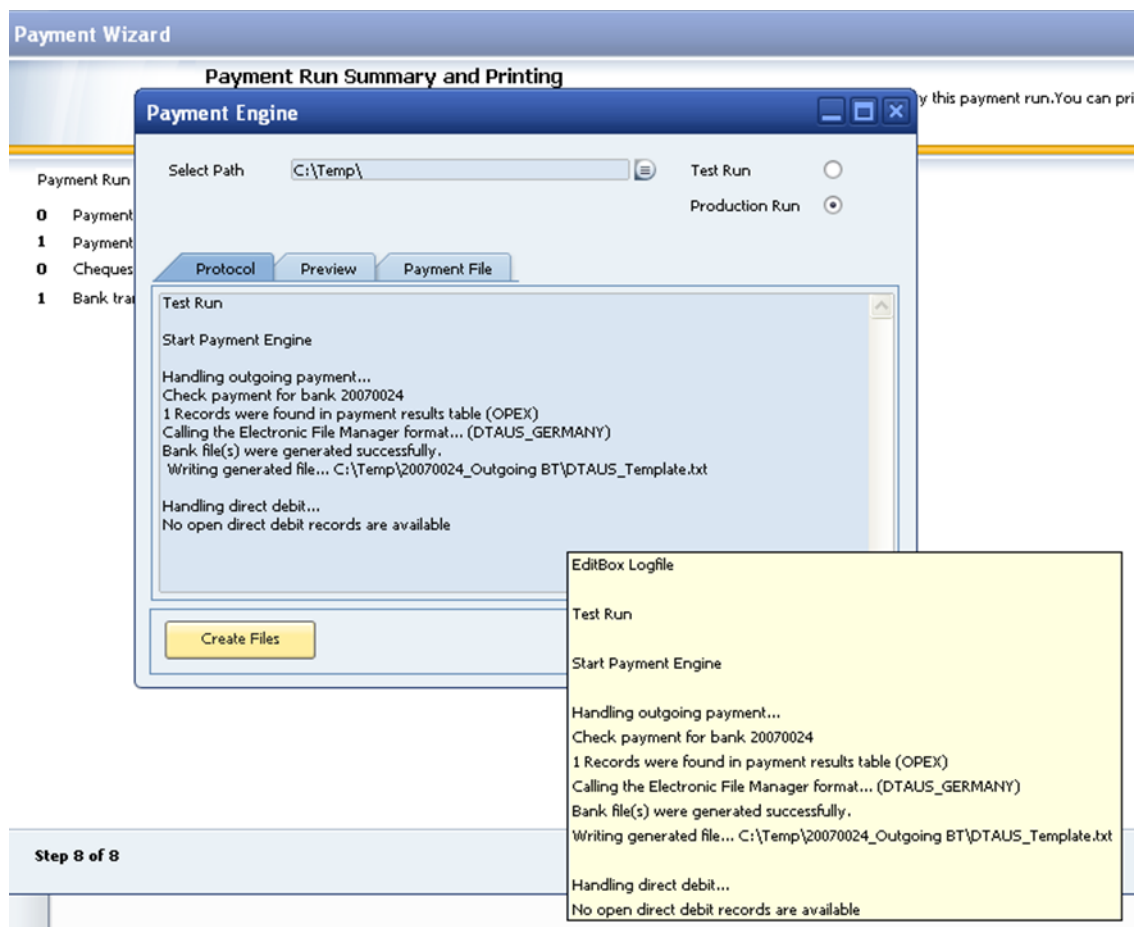 Payment Wizard
Payment Run Summary and Printing
y this payment run.You can pri
Payment Engine
Select Path C:\Temp\ Test Run
Production Run
Payment Run
0 Payment
1 Payment
0 Cheques
1 Bank tra
Protocol Preview Payment File
Test Run
Start Payment Engine
Handling outgoing payment...
Check payment for bank 20070024
1 Records were found in payment results table (OPEX)
Calling the Electronic File Manager format... (DTAUS_GERMANY)
Bank file(s) were generated successfully.
Writing generated file... C:\Temp\20070024_Outgoing BT\DTAUS_Template.txt
Handling direct debit...
No open direct debit records are available
Create Files
EditBox Logfile
Test Run
Start Payment Engine
Handling outgoing payment...
Check payment for bank 20070024
1 Records were found in payment results table (OPEX)
Calling the Electronic File Manager format... (DTAUS_GERMANY)
Bank file(s) were generated successfully.
Writing generated file... C:\Temp\20070024_Outgoing BT\DTAUS_Template.txt
Handling direct debit...
No open direct debit records are available
Step 8 of 8